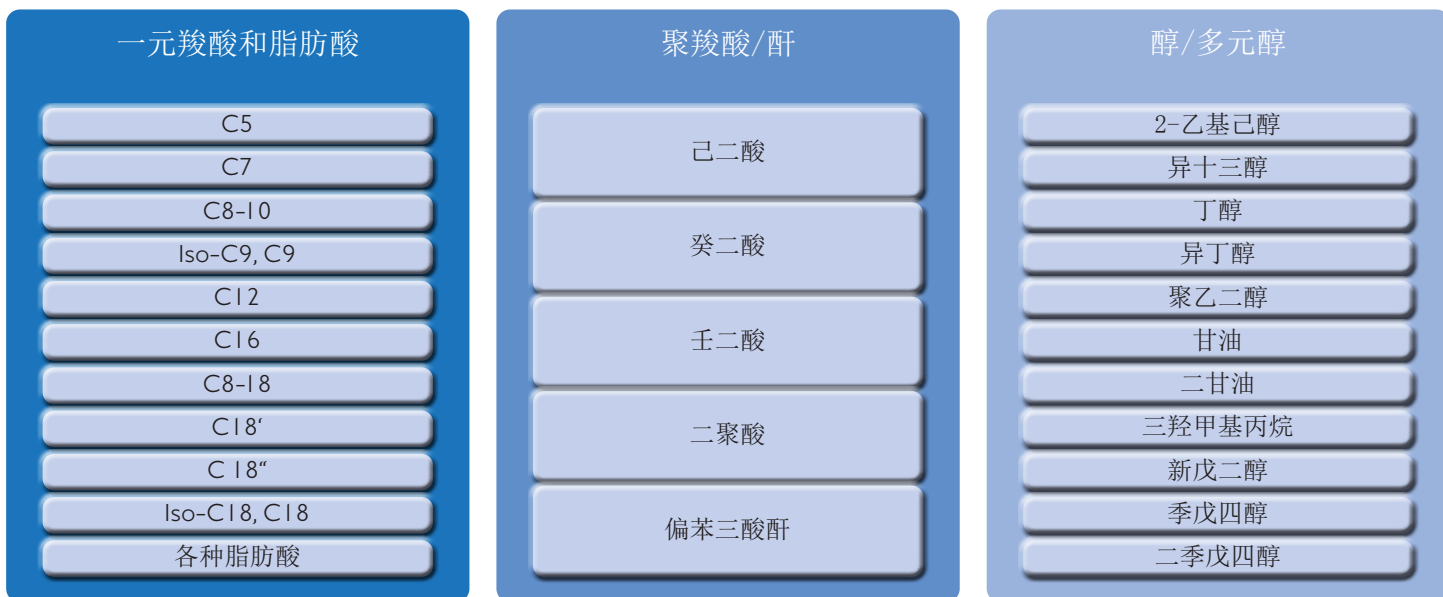 一元羧酸和脂肪酸
C5
C7
C8-10
Iso-C9, C9
C12
C16
C8-18
C18‘
C 18“
Iso-C18, C18
各种脂肪酸
聚羧酸/酐
己二酸
癸二酸
壬二酸
二聚酸
偏苯三酸酐
醇/多元醇
2-乙基己醇
异十三醇
丁醇
异丁醇
聚乙二醇
甘油
二甘油
三羟甲基丙烷
新戊二醇
季戊四醇
二季戊四醇